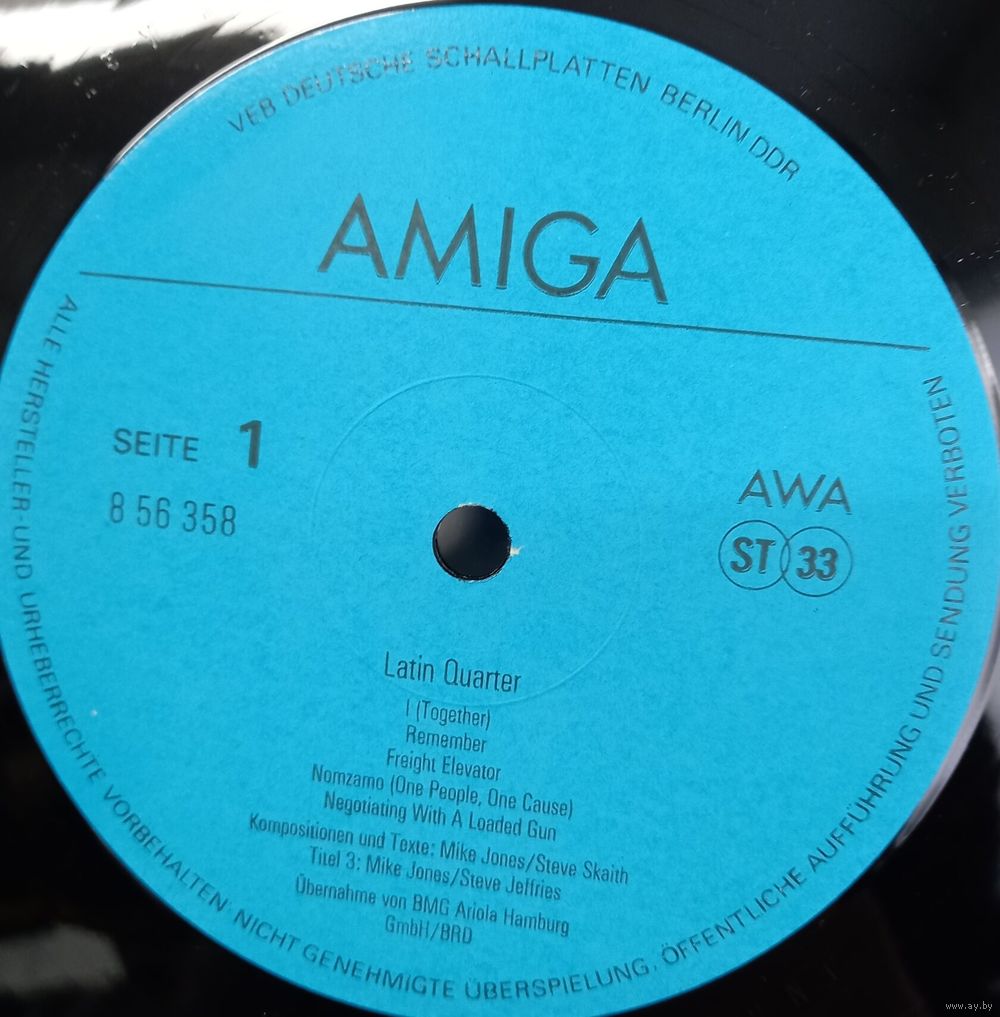 VEB DEUTSCHE SCHALLPLATTEN BERLIN DDR
AMIGA
SEITE 1
8 56 358
AWA
ST 33
Latin Quarter
I (Together)
Remember
Freight Elevator
Nomzamo (One People, One Cause)
Negotiating With A Loaded Gun
Kompositionen und Texte: Mike Jones/Steve Skaith
Titel 3: Mike Jones/Steve Jeffries
Übernahme von BMG Ariola Hamburg
GmbH/BRD
ALLE HERSTELLER- UND URHEBERRECHTE VORBEHALTEN. NICHT GENEHMIGTE ÜBERSPIELUNG, ÖFFENTLICHE AUFFÜHRUNG UND SENDUNG VERBOTEN
www.ay.by